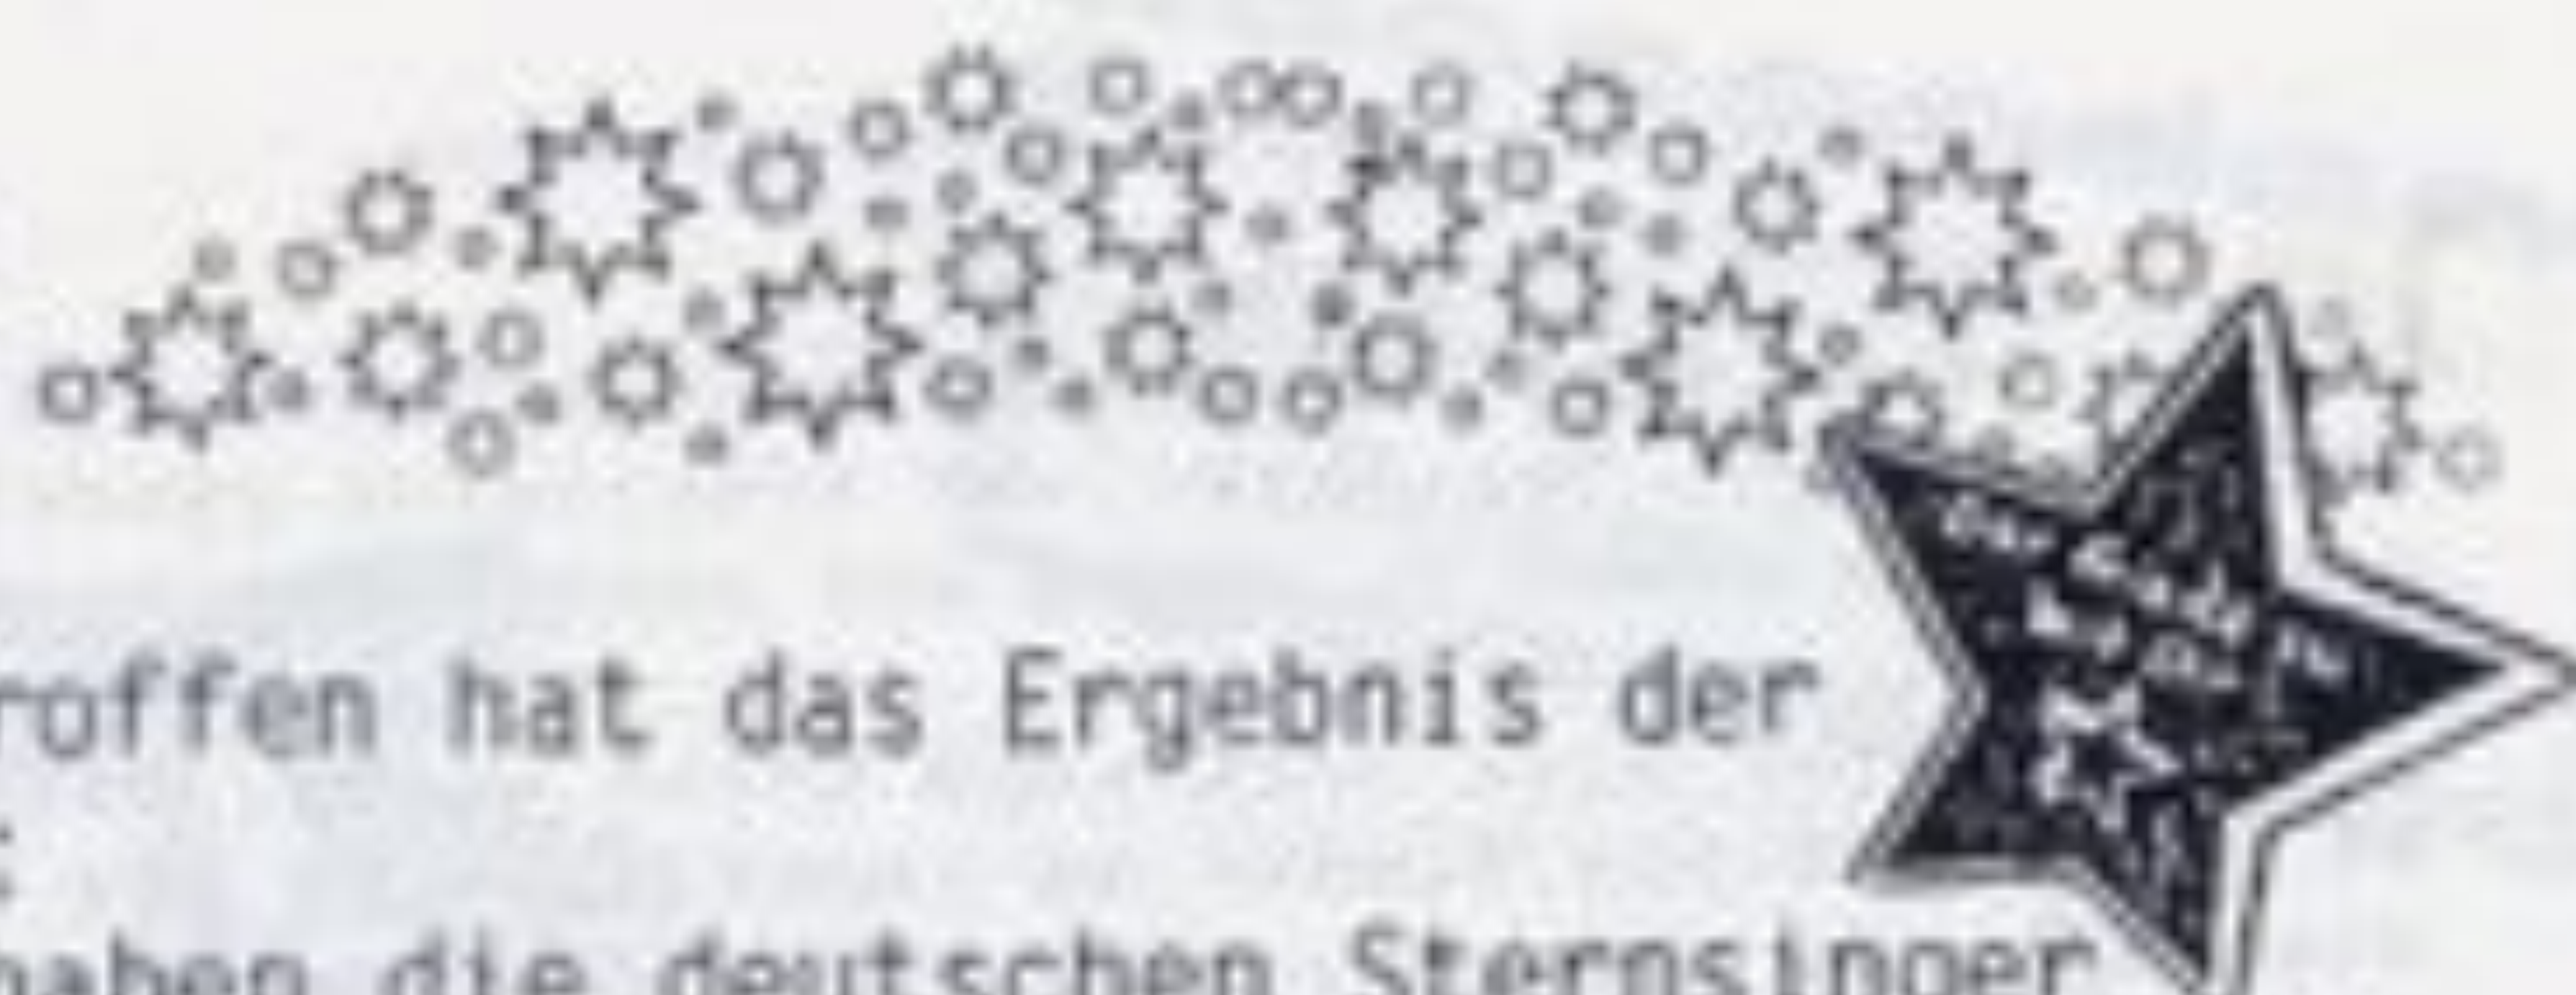 roffen hat das Ergebnis der
haben die deutschen Sternsinger